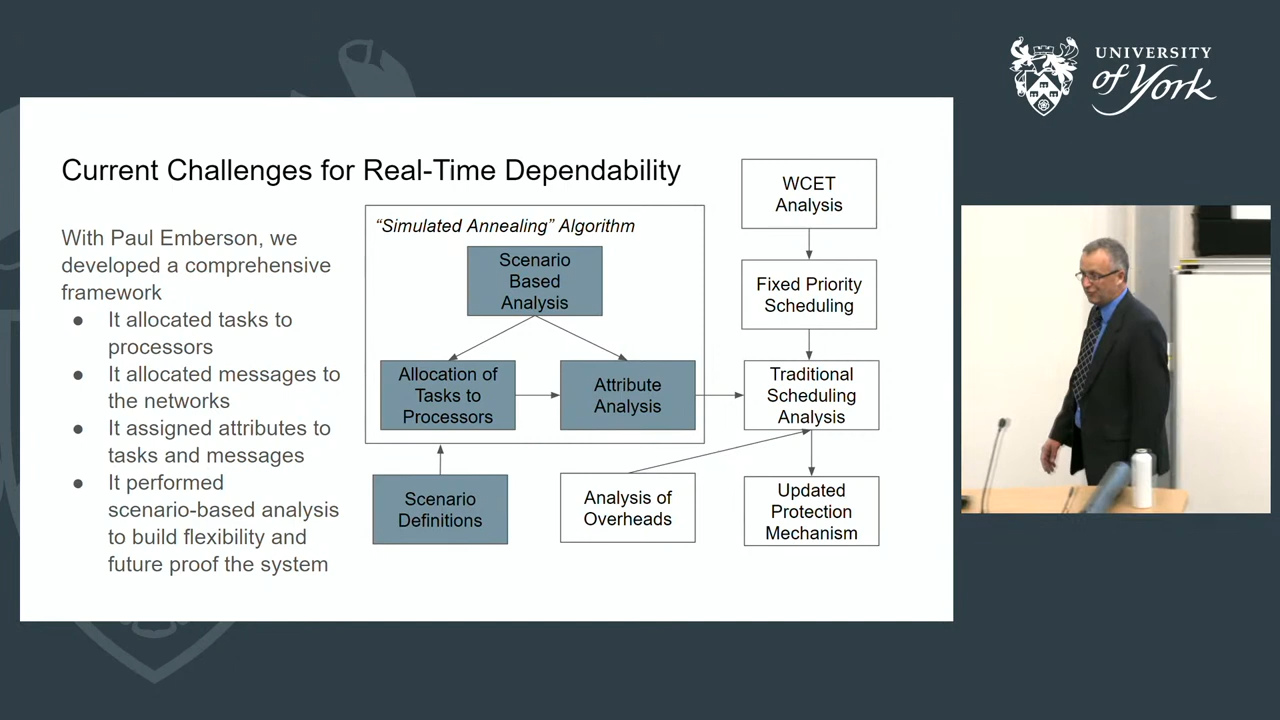 UNIVERSITY
of York
Current Challenges for Real-Time Dependability
With Paul Emberson, we
developed a comprehensive
framework
● It allocated tasks to
processors
● It allocated messages to
the networks
● It assigned attributes to
tasks and messages
● It performed
scenario-based analysis
to build flexibility and
future proof the system
“Simulated Annealing” Algorithm
Scenario
Based
Analysis
Allocation of
Tasks to
Processors
Attribute
Analysis
Scenario
Definitions
Analysis of
Overheads
WCET
Analysis
Fixed Priority
Scheduling
Traditional
Scheduling
Analysis
Updated
Protection
Mechanism